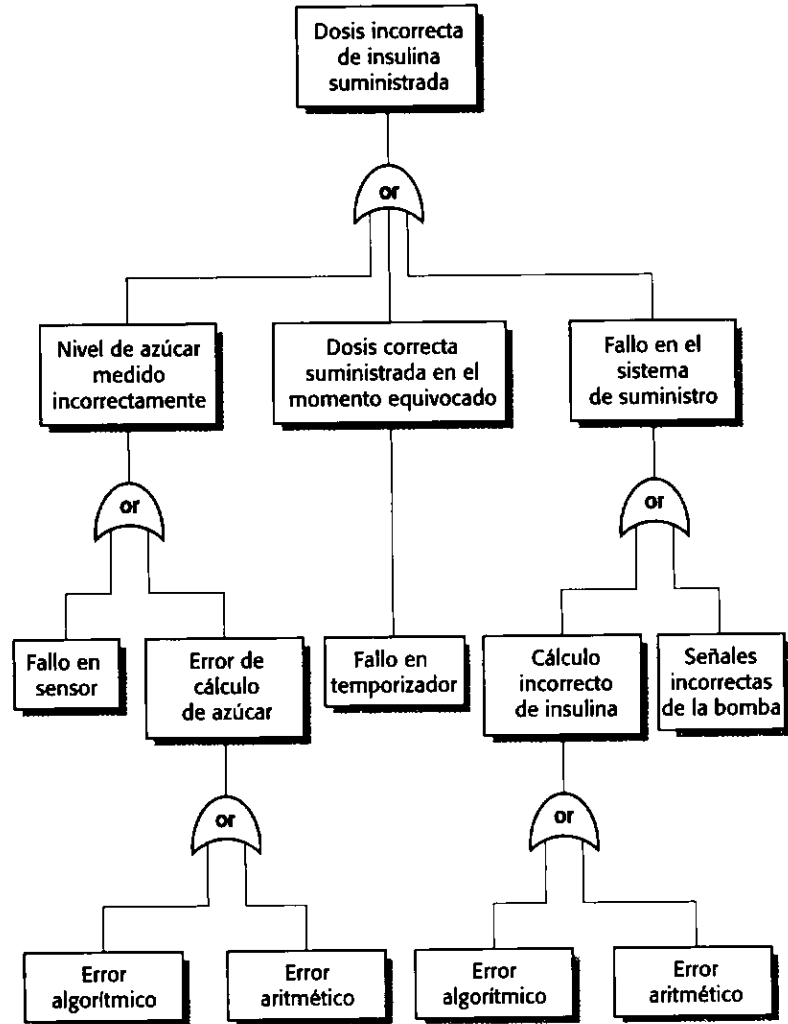 Dosis incorrecta
de insulina
suministrada
or
Nivel de azúcar
medido
incorrectamente
Dosis correcta
suministrada en el
momento equivocado
Fallo en el
sistema
de suministro
or
or
Fallo en
sensor
Error de
cálculo
de azúcar
Fallo en
temporizador
Cálculo
incorrecto
de insulina
Señales
incorrectas
de la bomba
or
or
Error
algorítmico
Error
aritmético
Error
algorítmico
Error
aritmético